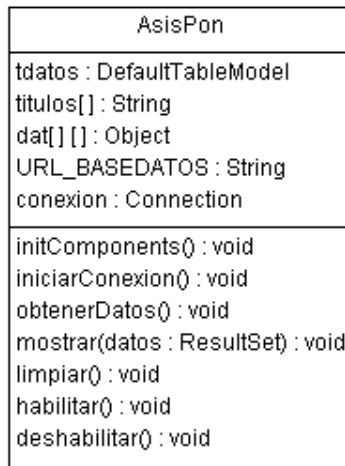 AsisPon
tdatos : DefaultTableModel
titulos[] : String
dat[] [] : Object
URL_BASEDATOS : String
conexion : Connection
initComponents() : void
iniciarConexion() : void
obtenerDatos() : void
mostrar(datos : ResultSet) : void
limpiar() : void
habilitar() : void
deshabilitar() : void